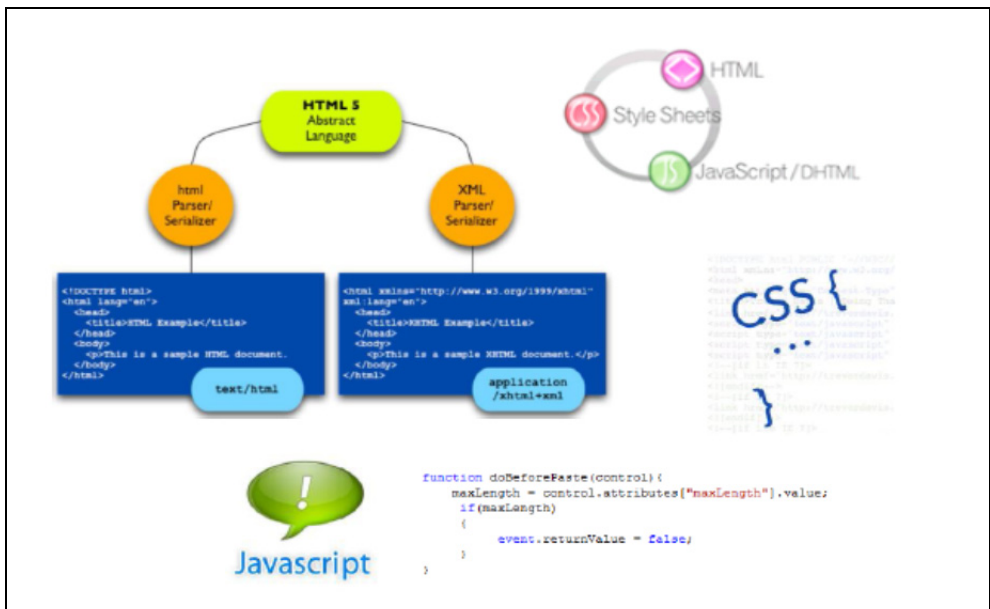 HTML 5
Abstract
Language
html
Parser/
Serializer
XML
Parser/
Serializer
<!DOCTYPE html>
<html lang="en">
<head>
<title>HTML Example</title>
</head>
<body>
<p>This is a sample HTML document.
</body>
</html>
text/html
<html xmlns="http://www.w3.org/1999/xhtml"
xml:lang="en">
<head>
<title>XHTML Example</title>
</head>
<body>
<p>This is a sample XHTML document.</p>
</body>
</html>
application
/xhtml+xml
HTML
CSS
Style Sheets
JS
JavaScript/DHTML
CSS {
...
}
!
Javascript
function doBeforePaste(control){
maxLength = control.attributes["maxLength"].value;
if(maxLength)
{
event.returnValue = false;
}
}